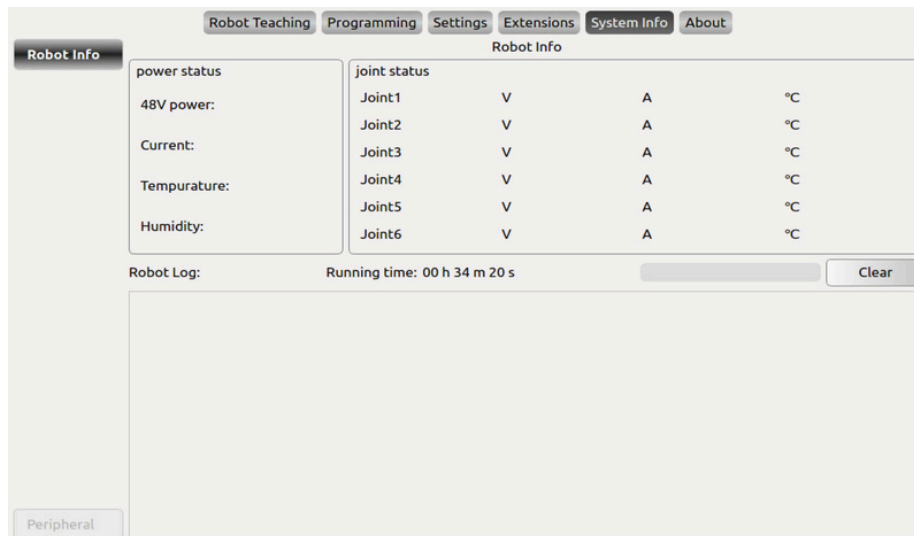 Robot Teaching Programming Settings Extensions System Info About
Robot Info
Robot Info
power status
48V power:
Current:
Tempurature:
Humidity:
joint status
Joint1 V A °C
Joint2 V A °C
Joint3 V A °C
Joint4 V A °C
Joint5 V A °C
Joint6 V A °C
Robot Log: Running time: 00 h 34 m 20 s Clear
Peripheral